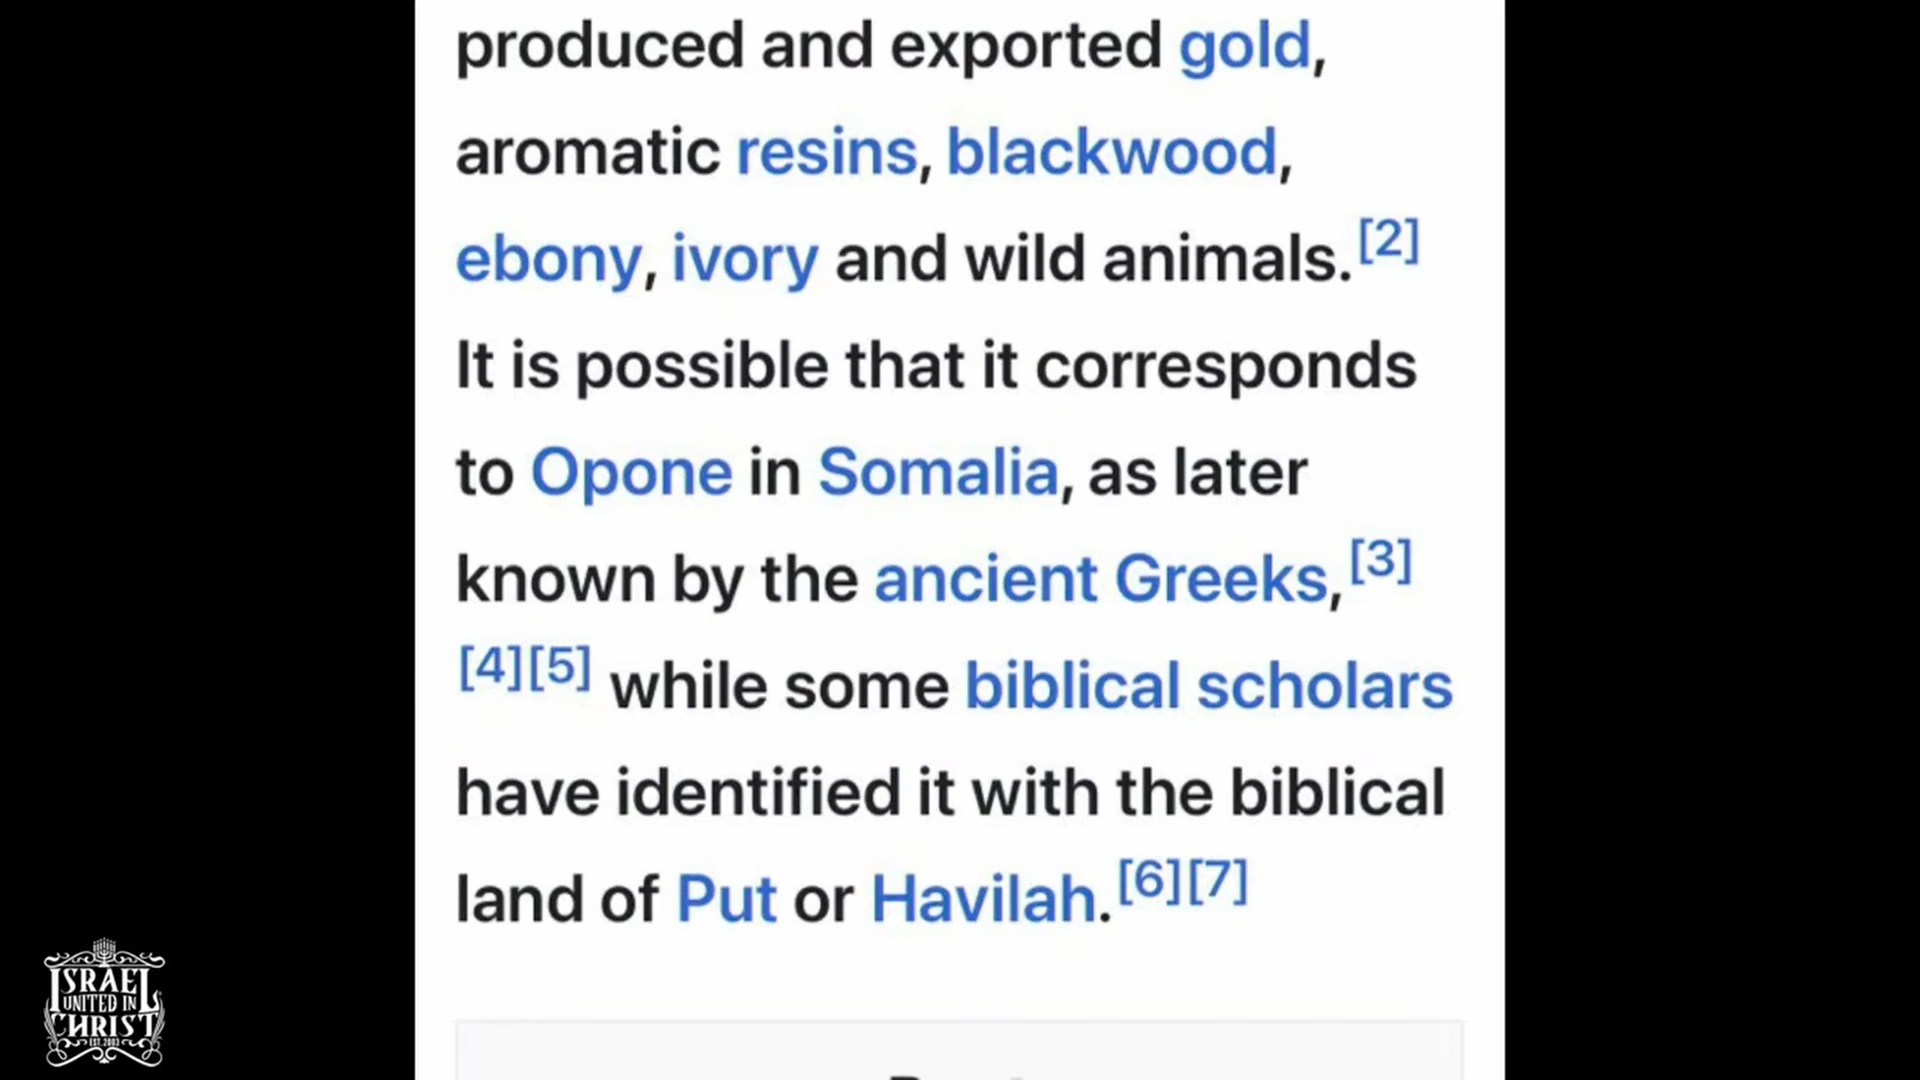 produced and exported gold,
aromatic resins, blackwood,
ebony, ivory and wild animals.[2]
It is possible that it corresponds
to Opone in Somalia, as later
known by the ancient Greeks,[3]
[4][5] while some biblical scholars
have identified it with the biblical
land of Put or Havilah.[6][7]
ISRAEL
UNITED IN
CHRIST
EST. 2003